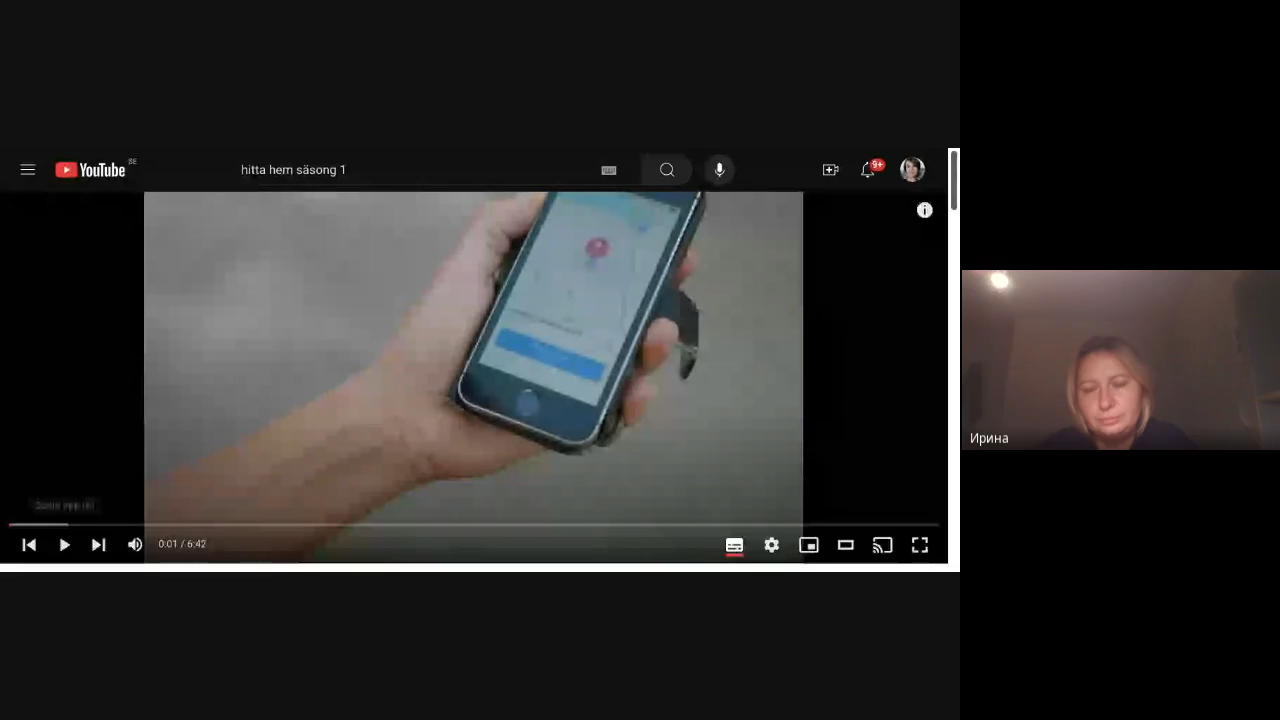 YouTube SE
hitta hem säsong 1
9+
0:01 / 6:42
Ирина